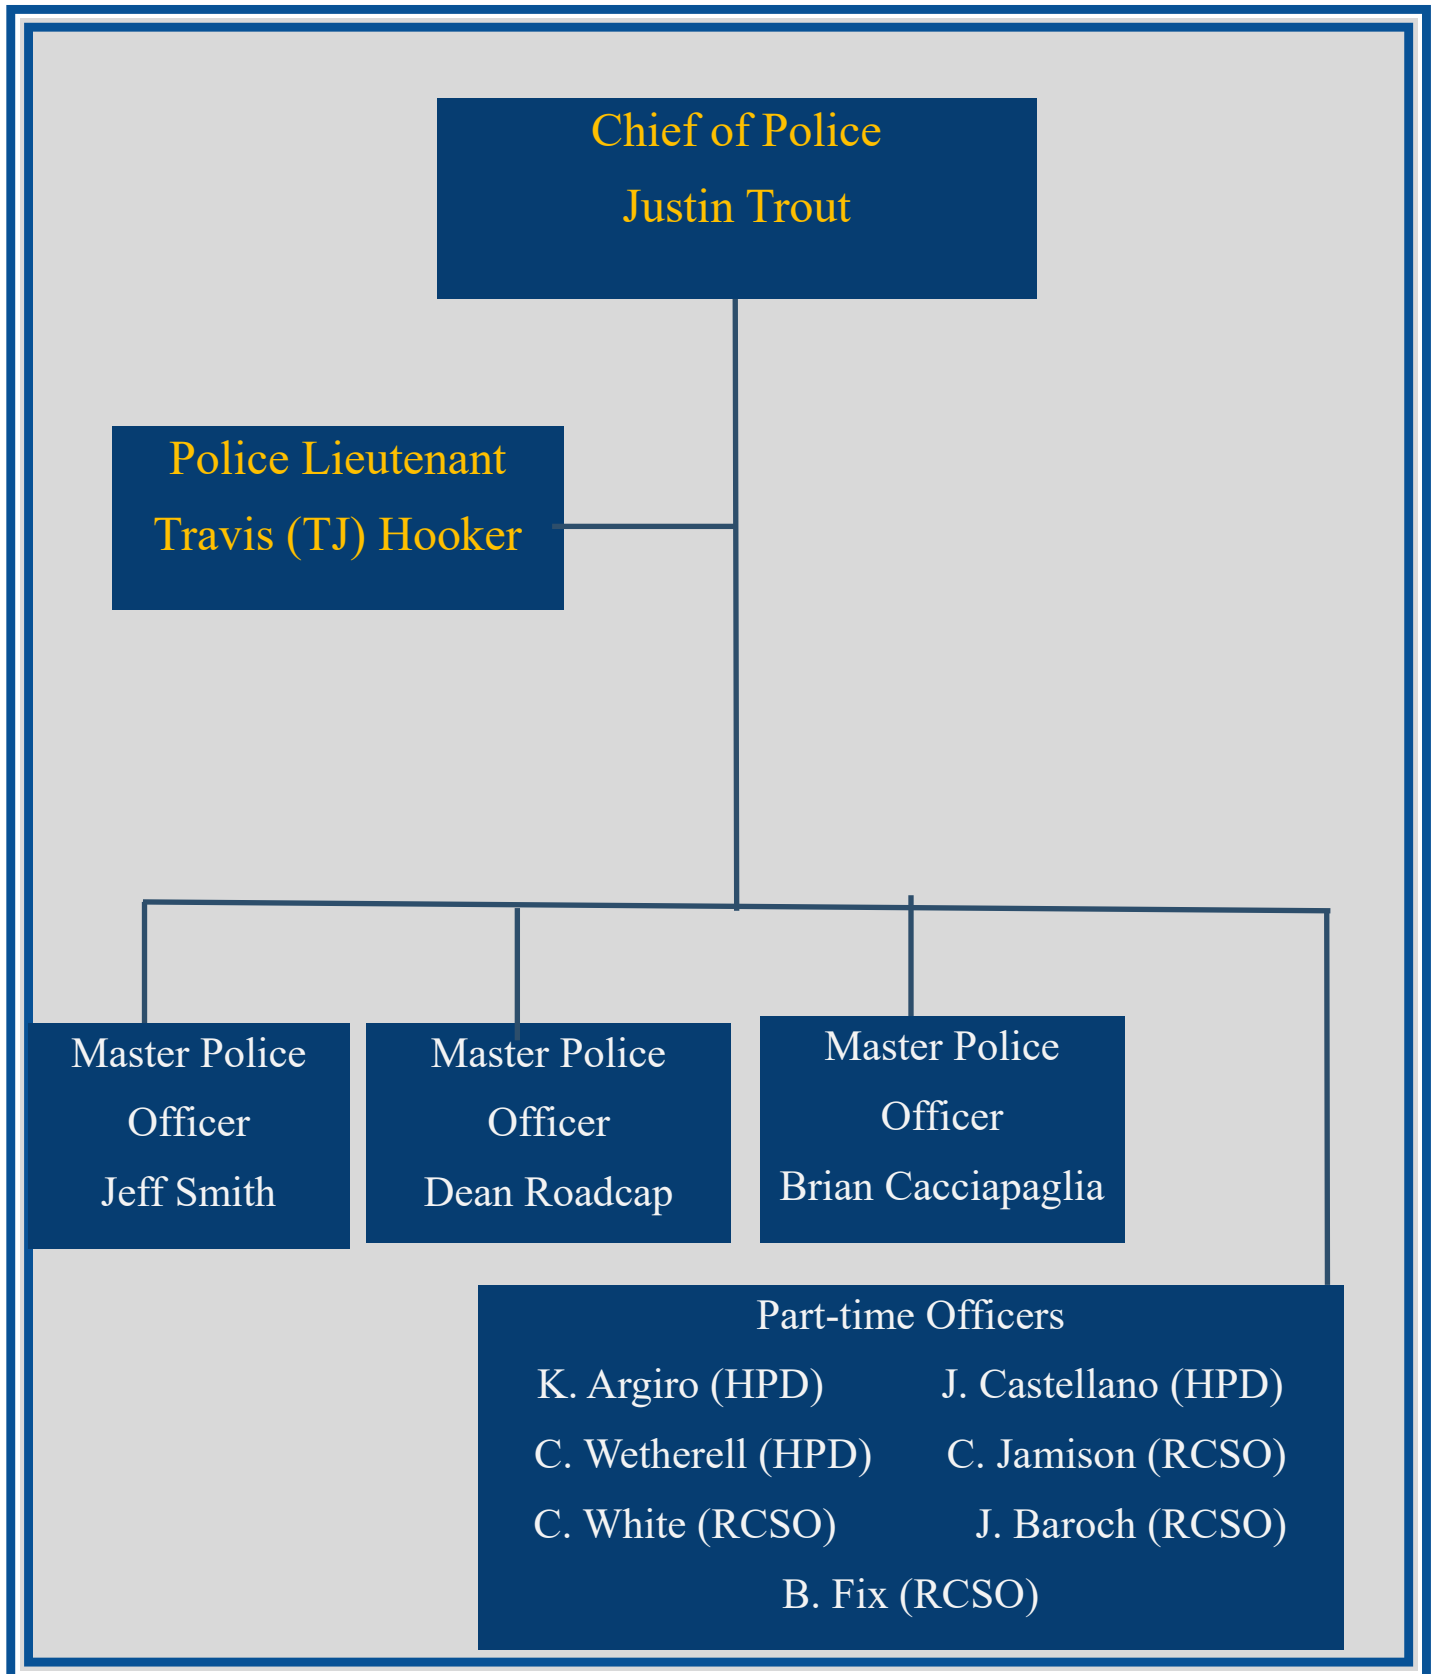 Chief of Police
Justin Trout
Police Lieutenant
Travis (TJ) Hooker
Master Police
Officer
Jeff Smith
Master Police
Officer
Dean Roadcap
Master Police
Officer
Brian Cacciapaglia
Part-time Officers
K. Argiro (HPD) J. Castellano (HPD)
C. Wetherell (HPD) C. Jamison (RCSO)
C. White (RCSO) J. Baroch (RCSO)
B. Fix (RCSO)